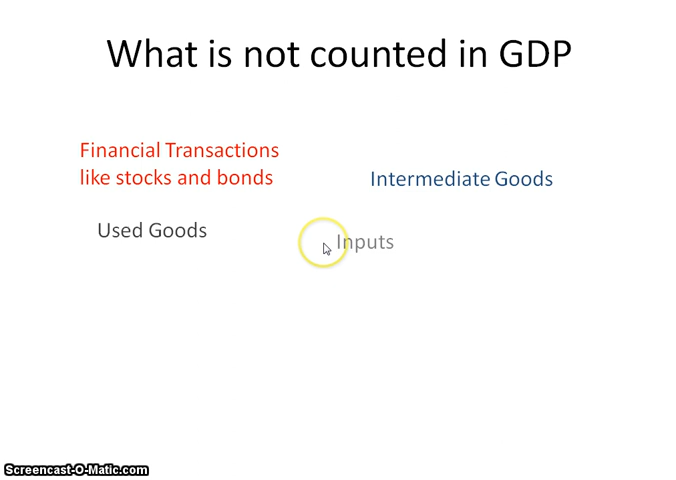 What is not counted in GDP
Financial Transactions
like stocks and bonds
Intermediate Goods
Used Goods
Inputs
Screencast-O-Matic.com